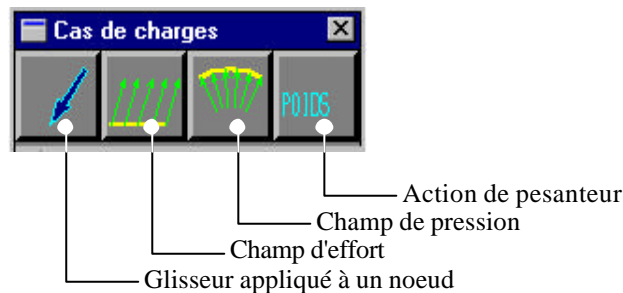 Cas de charges
POIDS
Action de pesanteur
Champ de pression
Champ d'effort
Glisseur appliqué à un noeud